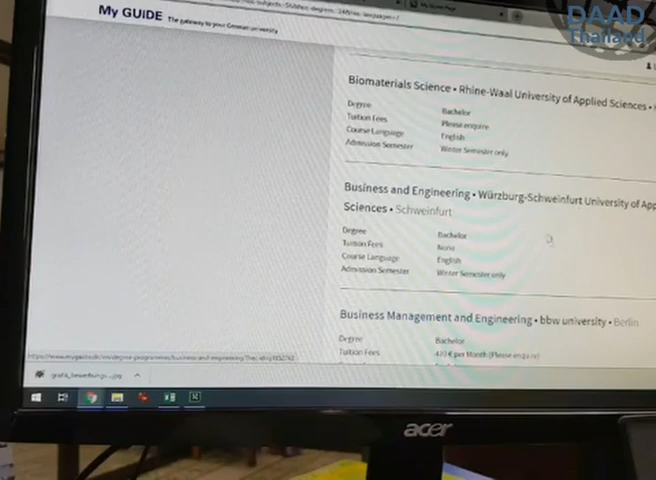 My Home Page
DAAD
Thailand
My GUIDE The gateway to your German university
Biomaterials Science • Rhine-Waal University of Applied Sciences •
Degree Bachelor
Tuition Fees Please enquire
Course Language English
Admission Semester Winter Semester only
Business and Engineering • Würzburg-Schweinfurt University of App
Sciences • Schweinfurt
Degree Bachelor
Tuition Fees None
Course Language English
Admission Semester Winter Semester only
Business Management and Engineering • bbw university • Berlin
Degree Bachelor
Tuition Fees 470 € per Month (Please enquire)
acer